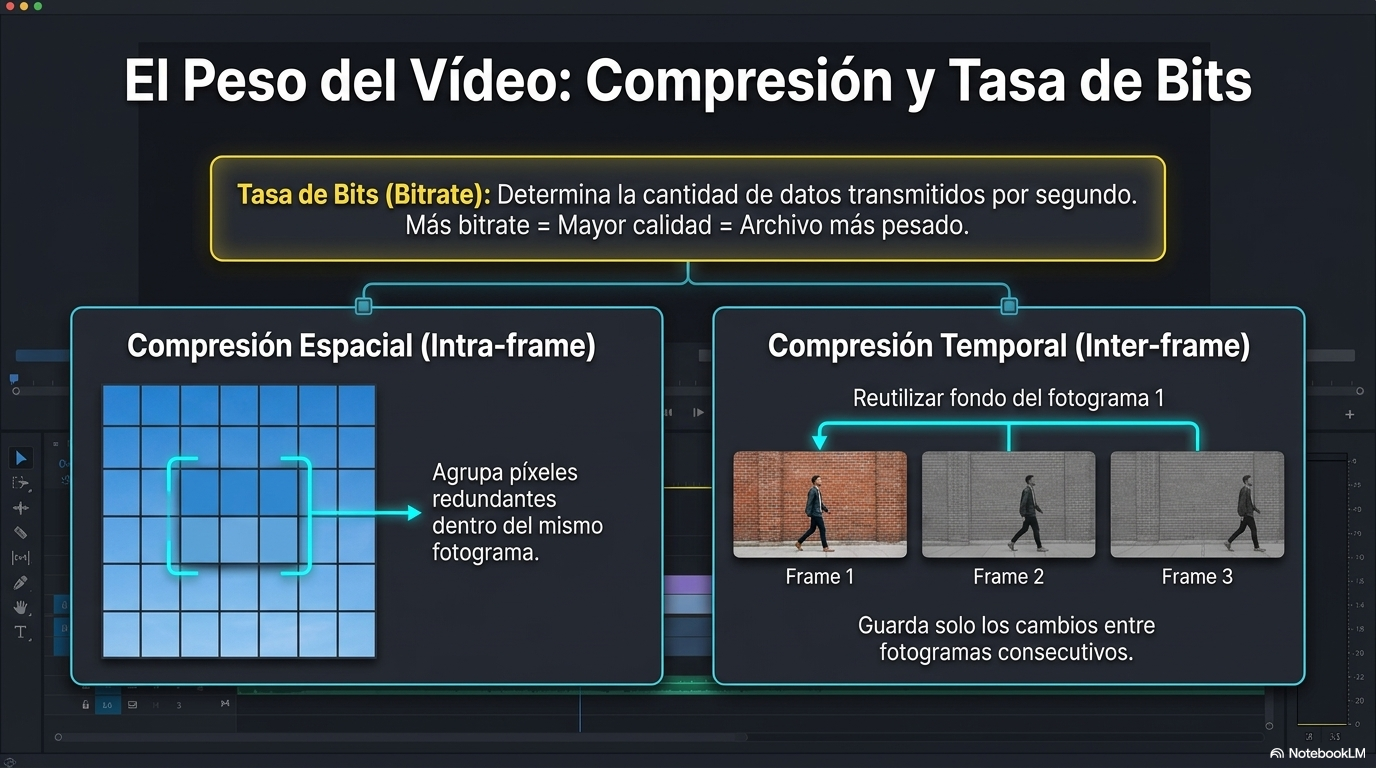 El Peso del Vídeo: Compresión y Tasa de Bits
Tasa de Bits (Bitrate): Determina la cantidad de datos transmitidos por segundo.
Más bitrate = Mayor calidad = Archivo más pesado.
Compresión Espacial (Intra-frame)
Agrupa píxeles
redundantes
dentro del mismo
fotograma.
Compresión Temporal (Inter-frame)
Reutilizar fondo del fotograma 1
Frame 1
Frame 2
Frame 3
Guarda solo los cambios entre
fotogramas consecutivos.
NotebookLM